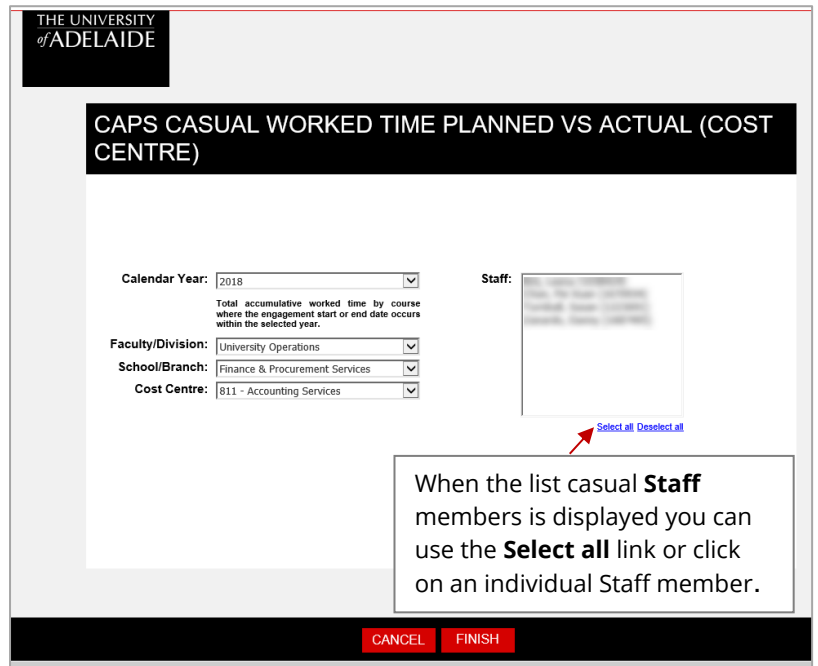 THE UNIVERSITY
of ADELAIDE
CAPS CASUAL WORKED TIME PLANNED VS ACTUAL (COST
CENTRE)
Calendar Year: 2018
Total accumulative worked time by course
where the engagement start or end date occurs
within the selected year.
Faculty/Division: University Operations
School/Branch: Finance & Procurement Services
Cost Centre: 811 - Accounting Services
Staff:
Select all Deselect all
When the list casual Staff
members is displayed you can
use the Select all link or click
on an individual Staff member.
CANCEL FINISH